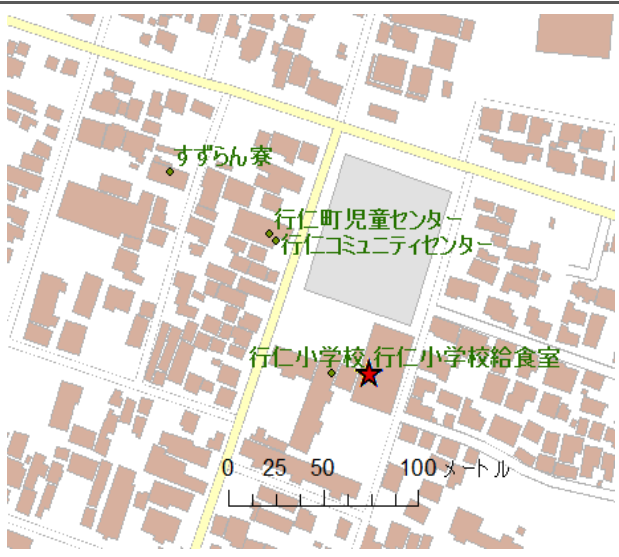 すずらん寮
行仁町児童センター
行仁コミュニティセンター
行仁小学校 行仁小学校給食室
0 25 50 100 メートル